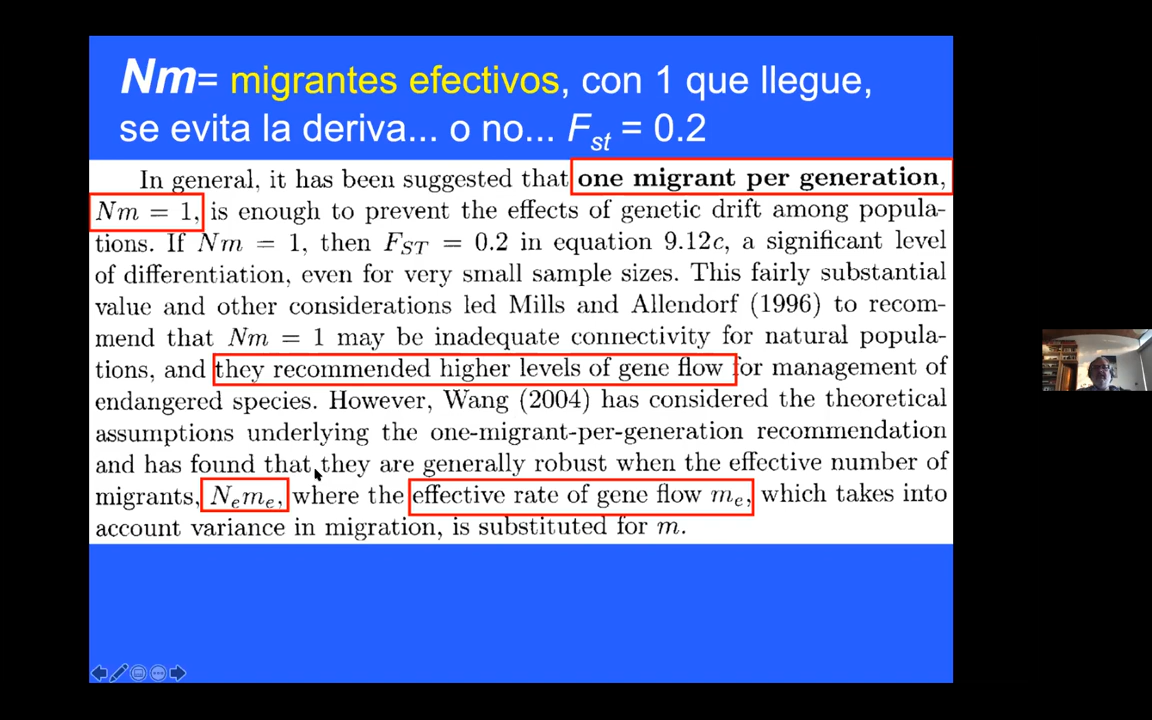 Nm= migrantes efectivos, con 1 que llegue,
se evita la deriva... o no... Fst = 0.2
In general, it has been suggested that one migrant per generation,
Nm = 1, is enough to prevent the effects of genetic drift among popula-
tions. If Nm = 1, then FST = 0.2 in equation 9.12c, a significant level
of differentiation, even for very small sample sizes. This fairly substantial
value and other considerations led Mills and Allendorf (1996) to recom-
mend that Nm = 1 may be inadequate connectivity for natural popula-
tions, and they recommended higher levels of gene flow for management of
endangered species. However, Wang (2004) has considered the theoretical
assumptions underlying the one-migrant-per-generation recommendation
and has found that they are generally robust when the effective number of
migrants, Neme, where the effective rate of gene flow me, which takes into
account variance in migration, is substituted for m.